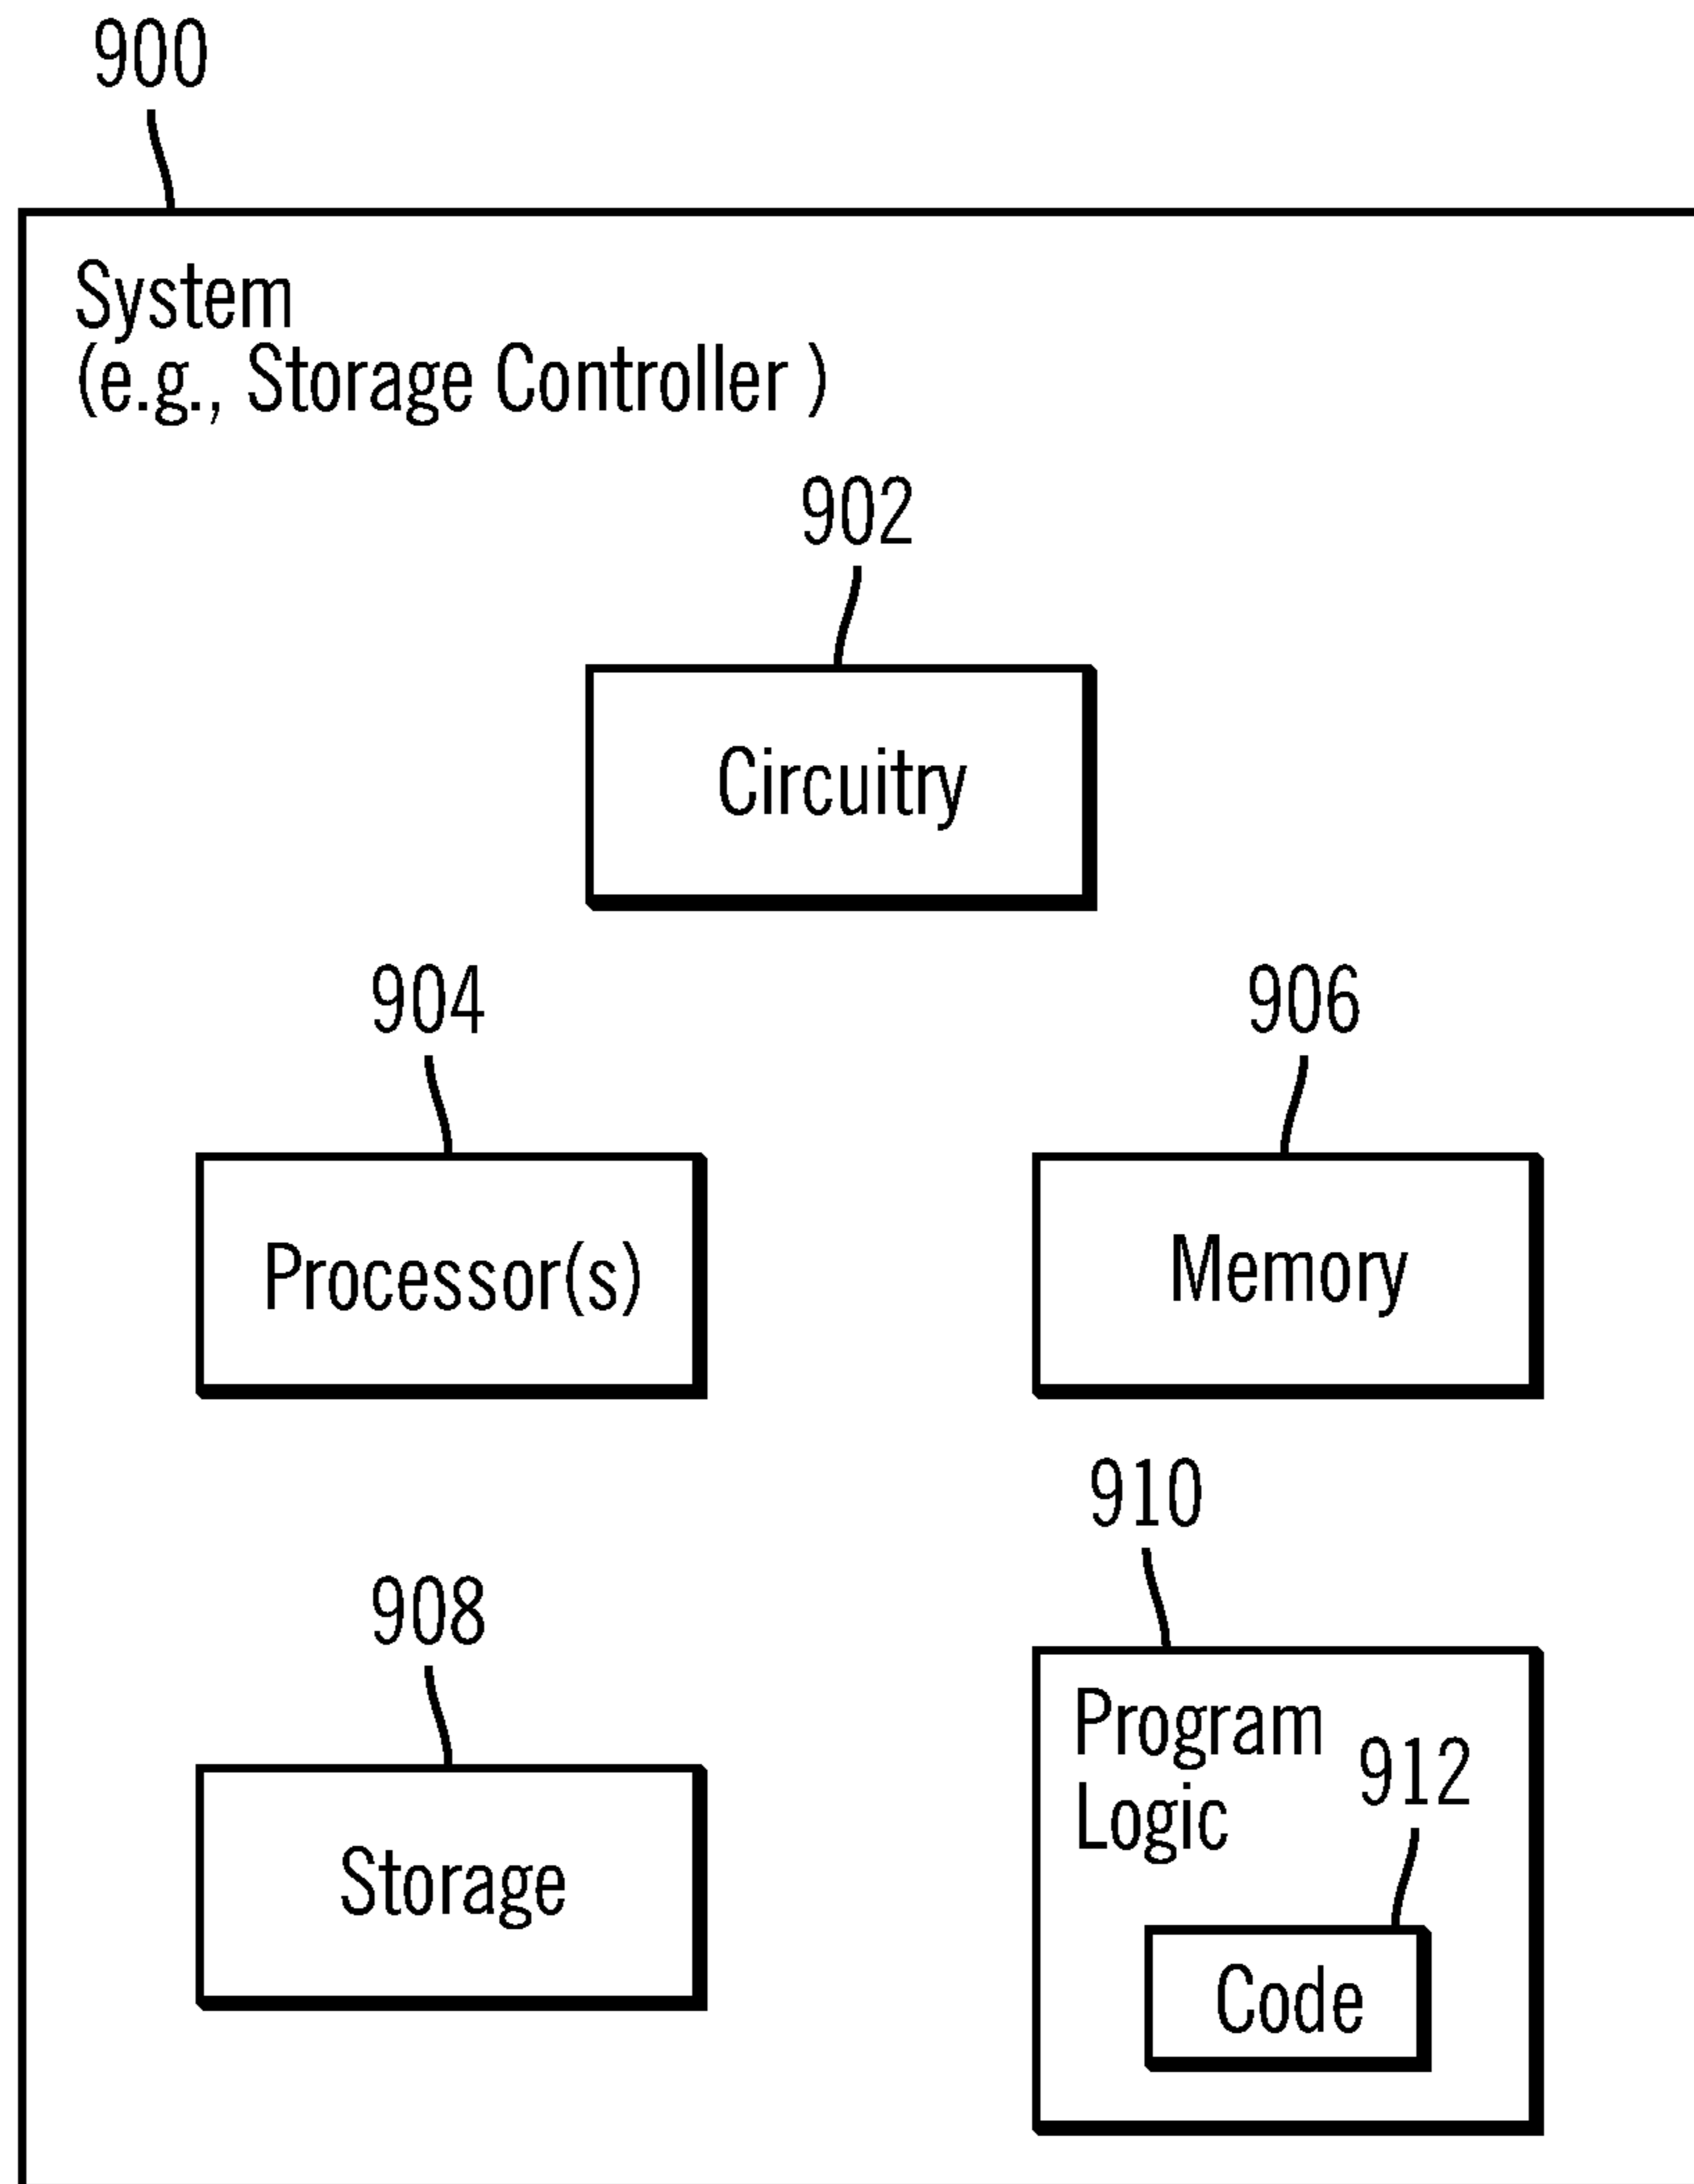 900
System
(e.g., Storage Controller )
902
Circuitry
904
906
Processor(s)
Memory
910
908
Program
Logic
912
Storage
Code